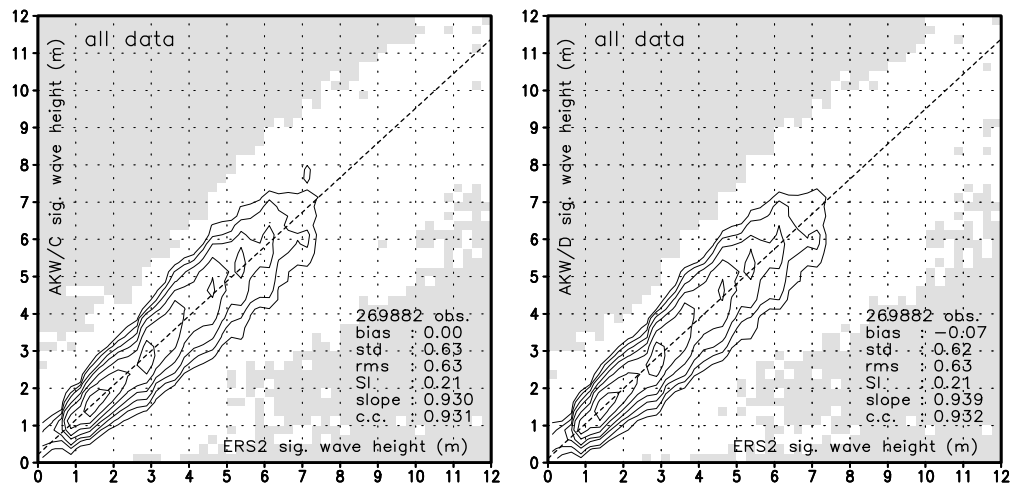 all data
AKW/C sig. wave height (m)
12
11
10
9
8
7
6
5
4
3
2
1
0
269882 obs.
bias : 0.00
std : 0.63
rms : 0.63
SI : 0.21
slope : 0.930
c.c. : 0.931
ERS2 sig. wave height (m)
0 1 2 3 4 5 6 7 8 9 10 11 12
all data
AKW/D sig. wave height (m)
12
11
10
9
8
7
6
5
4
3
2
1
0
269882 obs.
bias : −0.07
std : 0.62
rms : 0.63
SI : 0.21
slope : 0.939
c.c. : 0.932
ERS2 sig. wave height (m)
0 1 2 3 4 5 6 7 8 9 10 11 12